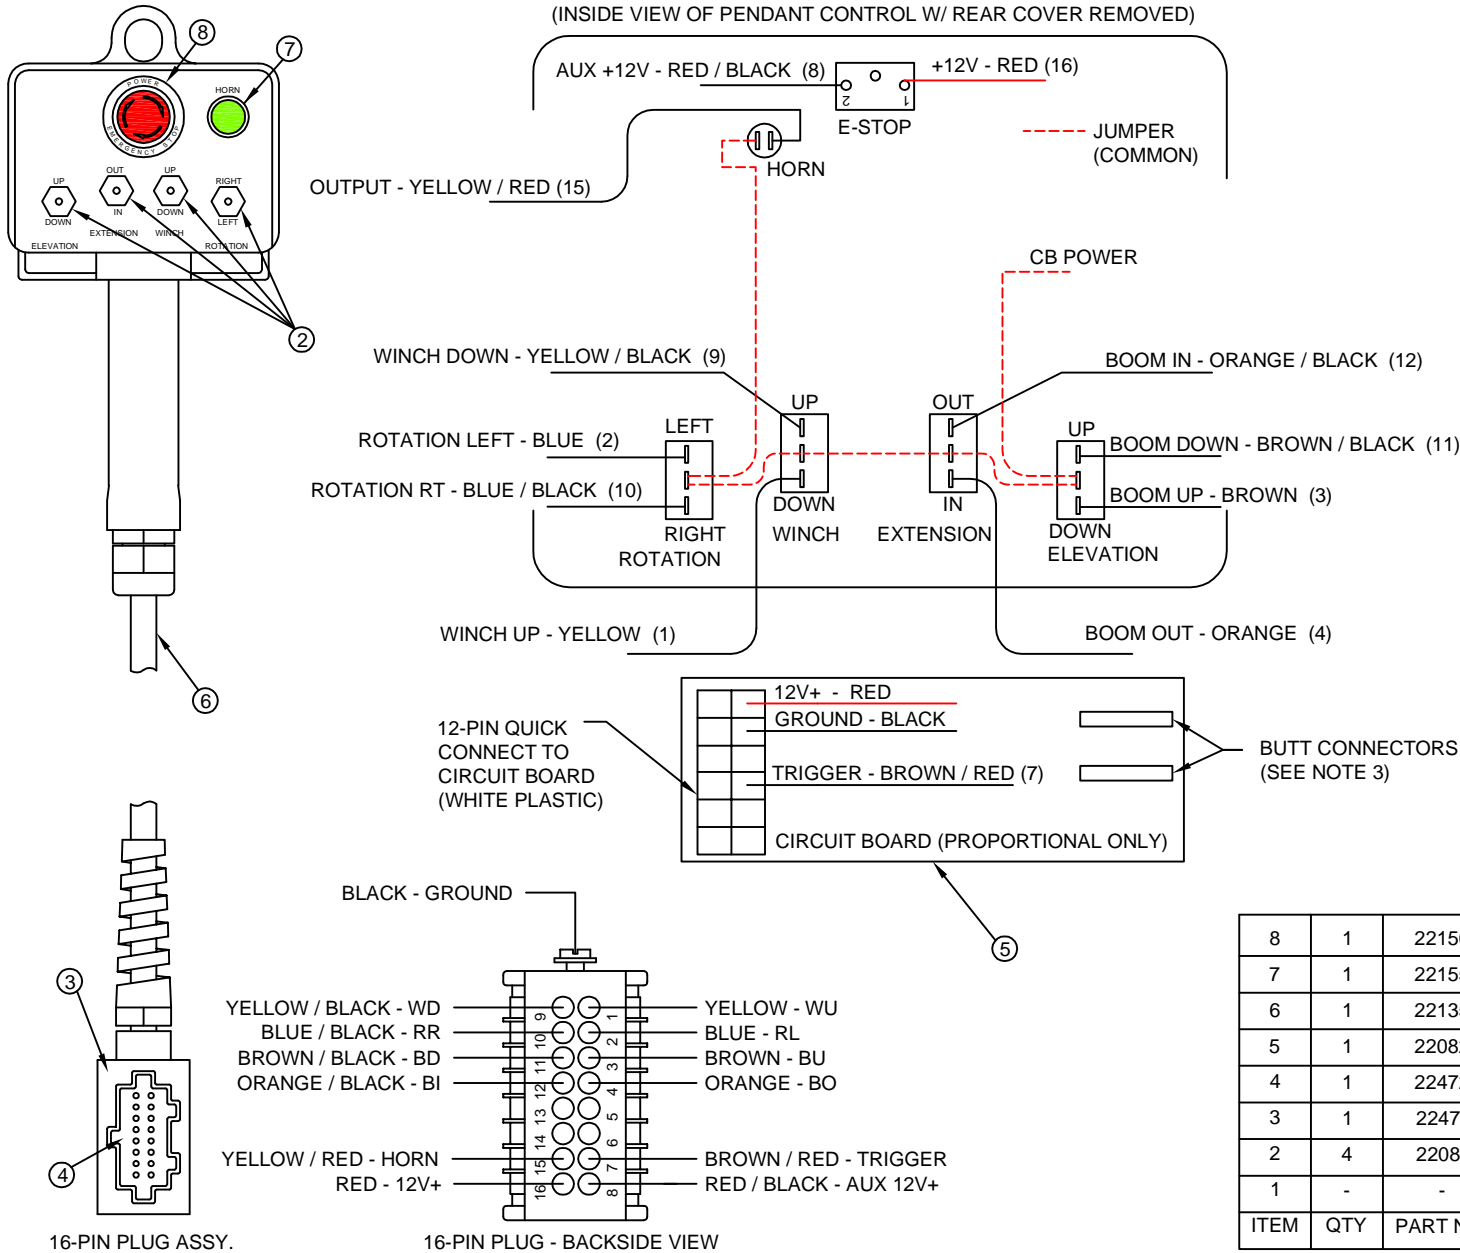 (INSIDE VIEW OF PENDANT CONTROL W/ REAR COVER REMOVED)
8
7
POWER
EMERGENCY STOP
HORN
UP
DOWN
ELEVATION
OUT
IN
EXTENSION
UP
DOWN
WINCH
RIGHT
LEFT
ROTATION
2
6
AUX +12V - RED / BLACK (8)
+12V - RED (16)
2
1
E-STOP
JUMPER
(COMMON)
HORN
OUTPUT - YELLOW / RED (15)
CB POWER
WINCH DOWN - YELLOW / BLACK (9)
BOOM IN - ORANGE / BLACK (12)
ROTATION LEFT - BLUE (2)
LEFT
UP
OUT
UP
BOOM DOWN - BROWN / BLACK (11)
ROTATION RT - BLUE / BLACK (10)
BOOM UP - BROWN (3)
RIGHT
ROTATION
DOWN
WINCH
IN
EXTENSION
DOWN
ELEVATION
WINCH UP - YELLOW (1)
BOOM OUT - ORANGE (4)
12-PIN QUICK
CONNECT TO
CIRCUIT BOARD
(WHITE PLASTIC)
12V+ - RED
GROUND - BLACK
TRIGGER - BROWN / RED (7)
CIRCUIT BOARD (PROPORTIONAL ONLY)
BUTT CONNECTORS
(SEE NOTE 3)
5
3
4
16-PIN PLUG ASSY.
BLACK - GROUND
YELLOW / BLACK - WD
9
1
YELLOW - WU
BLUE / BLACK - RR
10
2
BLUE - RL
BROWN / BLACK - BD
11
3
BROWN - BU
ORANGE / BLACK - BI
12
4
ORANGE - BO
13
5
14
6
YELLOW / RED - HORN
15
7
BROWN / RED - TRIGGER
RED - 12V+
16
8
RED / BLACK - AUX 12V+
16-PIN PLUG - BACKSIDE VIEW
8 1
7 1
6 1
5 1
4 1
3 1
2 4
1 - -
ITEM QTY PART